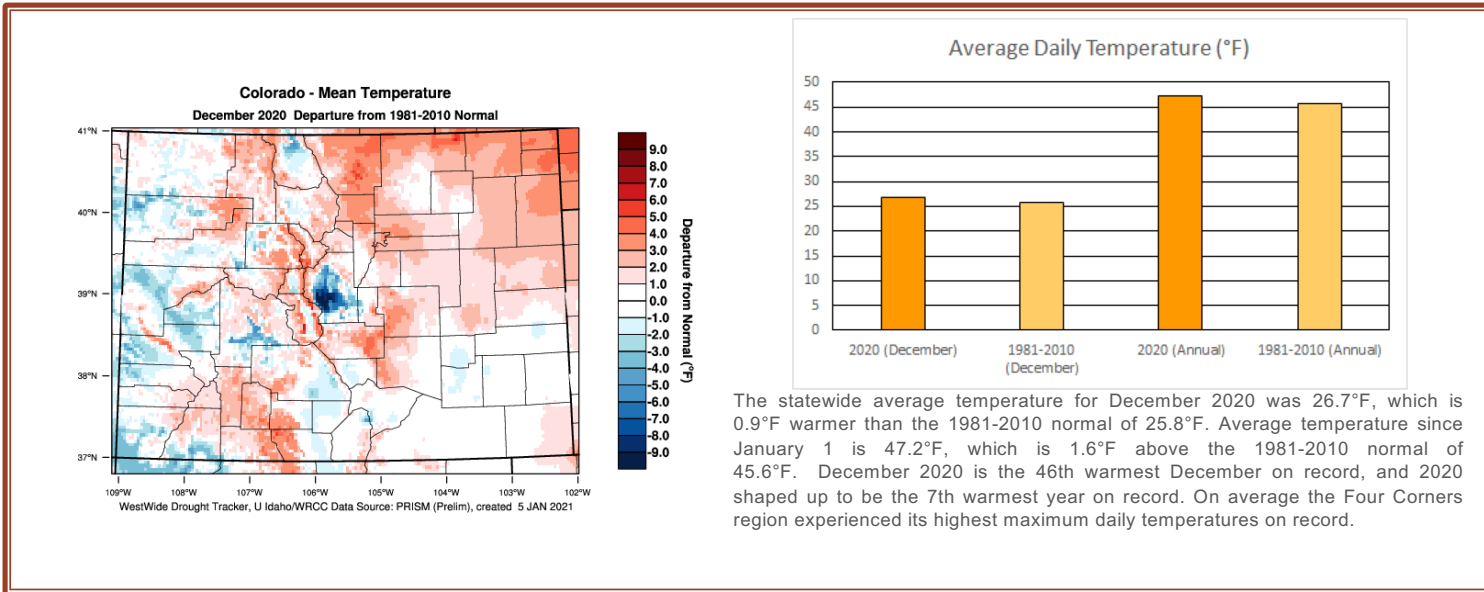 Colorado - Mean Temperature
December 2020 Departure from 1981-2010 Normal
41°N
40°N
39°N
38°N
37°N
109°W 108°W 107°W 106°W 105°W 104°W 103°W 102°W
9.0
8.0
7.0
6.0
5.0
4.0
3.0
2.0
1.0
0.0
-1.0
-2.0
-3.0
-4.0
-5.0
-6.0
-7.0
-8.0
-9.0
Departure from Normal (°F)
WestWide Drought Tracker, U Idaho/WRCC Data Source: PRISM (Prelim), created 5 JAN 2021
Average Daily Temperature (°F)
50
45
40
35
30
25
20
15
10
5
0
2020 (December)
1981-2010
(December)
2020 (Annual)
1981-2010 (Annual)
The statewide average temperature for December 2020 was 26.7°F, which is
0.9°F warmer than the 1981-2010 normal of 25.8°F. Average temperature since
January 1 is 47.2°F, which is 1.6°F above the 1981-2010 normal of
45.6°F. December 2020 is the 46th warmest December on record, and 2020
shaped up to be the 7th warmest year on record. On average the Four Corners
region experienced its highest maximum daily temperatures on record.